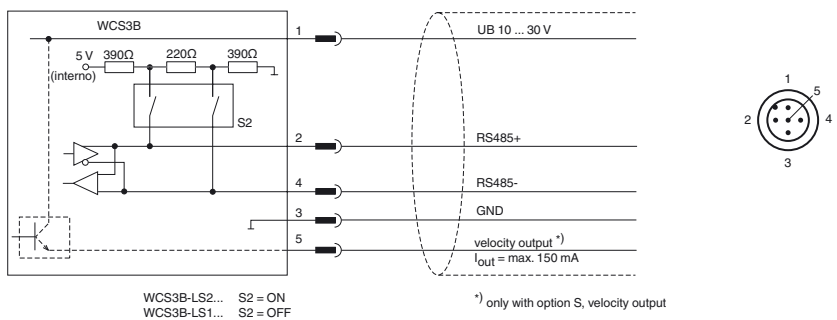 WCS3B
1
UB 10 ... 30 V
5 V 390Ω 220Ω 390Ω
(interno)
S2
2
RS485+
4
RS485-
3
GND
5
velocity output *)
Iout = max. 150 mA
WCS3B-LS2... S2 = ON
WCS3B-LS1... S2 = OFF
*) only with option S, velocity output
1
5
2
4
3